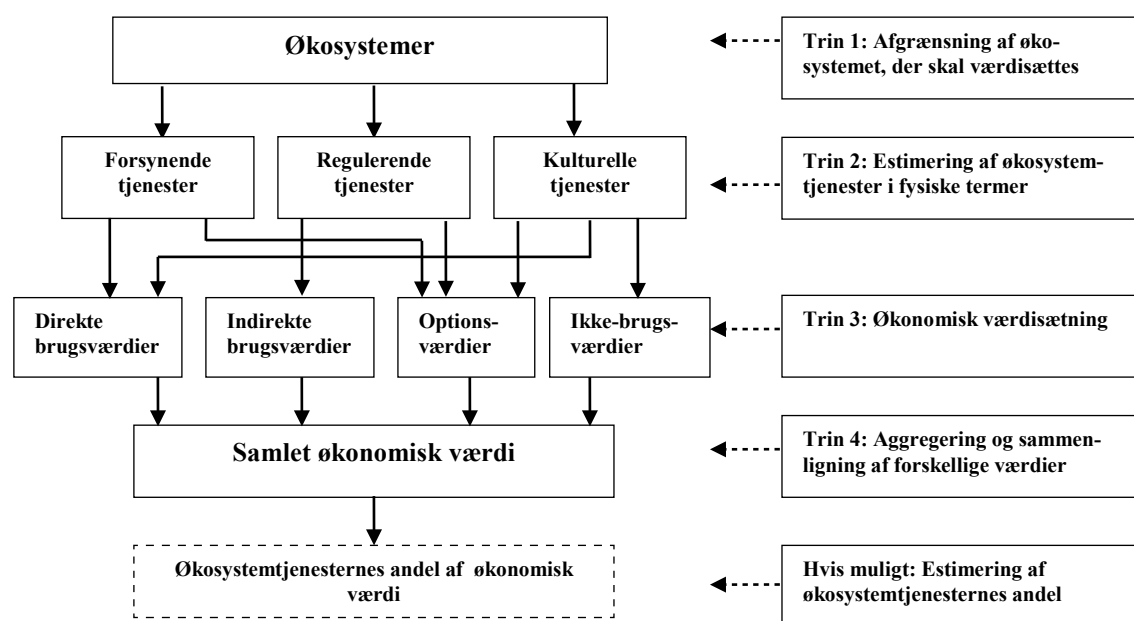 Økosystemer
Trin 1: Afgrænsning af øko-
systemet, der skal værdisættes
Forsynende
tjenester
Regulerende
tjenester
Kulturelle
tjenester
Trin 2: Estimering af økosystem-
tjenester i fysiske termer
Direkte
brugsværdier
Indirekte
brugsværdier
Options-
værdier
Ikke-brugs-
værdier
Trin 3: Økonomisk værdisætning
Samlet økonomisk værdi
Trin 4: Aggregering og sammen-
ligning af forskellige værdier
Økosystemtjenesternes andel af økonomisk
værdi
Hvis muligt: Estimering af
økosystemtjenesternes andel